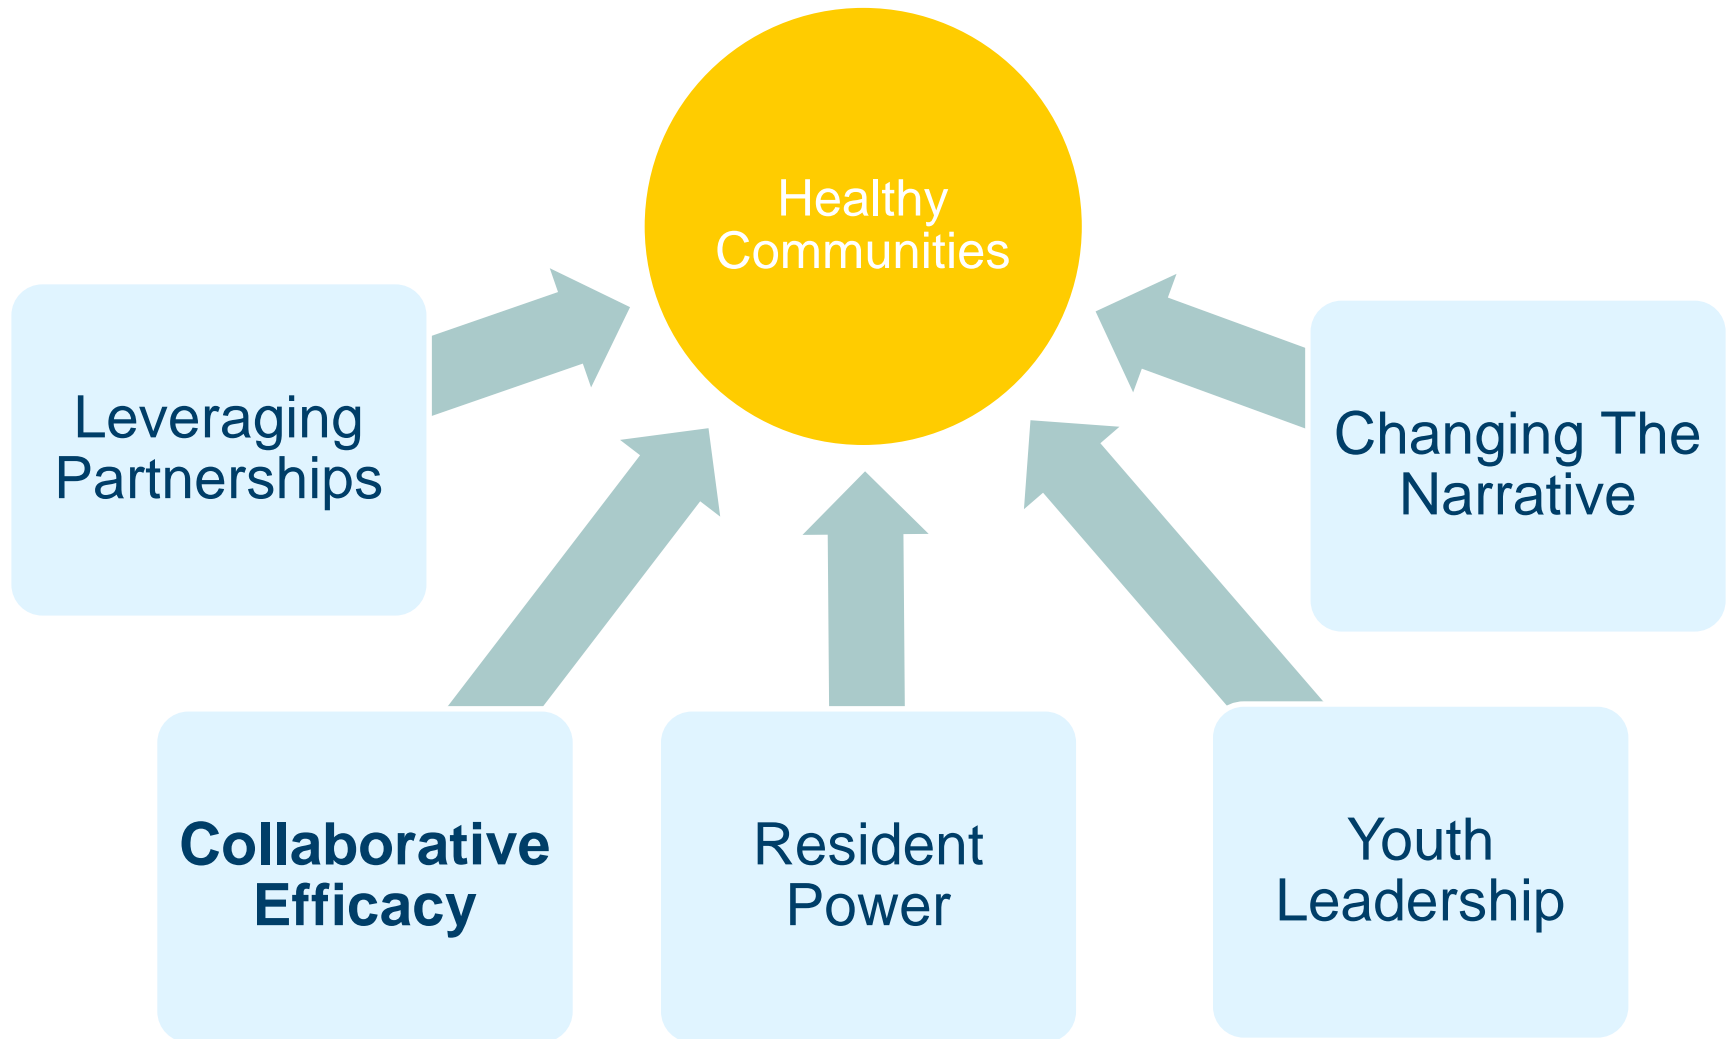 Healthy
Communities
Leveraging
Partnerships
Changing The
Narrative
Collaborative
Efficacy
Resident
Power
Youth
Leadership